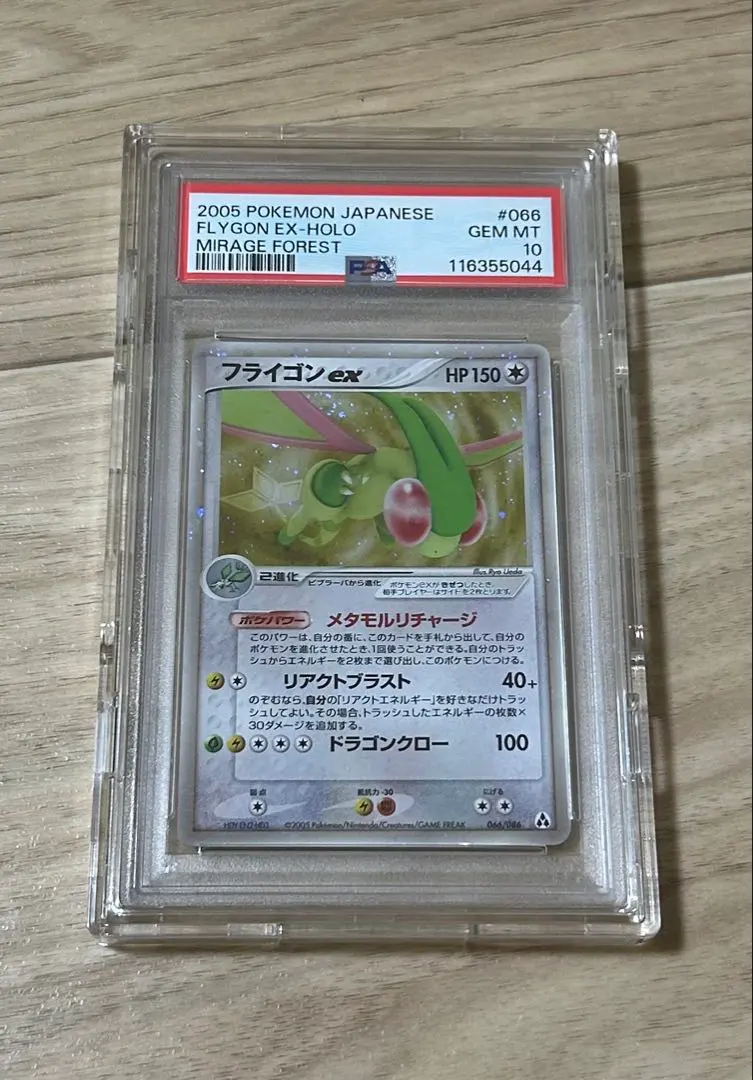 2005 POKEMON JAPANESE #066
FLYGON EX-HOLO GEM MT
MIRAGE FOREST 10
PSA 116355044
フライゴンex HP150
Illus. Ryo Ueda
2進化 ビブラーバから進化 ポケモンexがきぜつしたとき、
相手プレイヤーはサイドを2枚とります。
ポケパワー メタモルリチャージ
このパワーは、自分の番に、このカードを手札から出して、自分の
ポケモンを進化させたとき、1回使うことができる。自分のトラ
ッシュからエネルギーを2枚まで選び出し、このポケモンにつける。
リアクトブラスト 40+
のぞむなら、自分の「リアクトエネルギー」を好きなだけトラッ
シュしてよい。その場合、トラッシュしたエネルギーの枚数×
30ダメージを追加する。
ドラゴンクロー 100
弱点 抵抗力 -30 にげる
©2005 Pokémon/Nintendo/Creatures/GAME FREAK 066/086